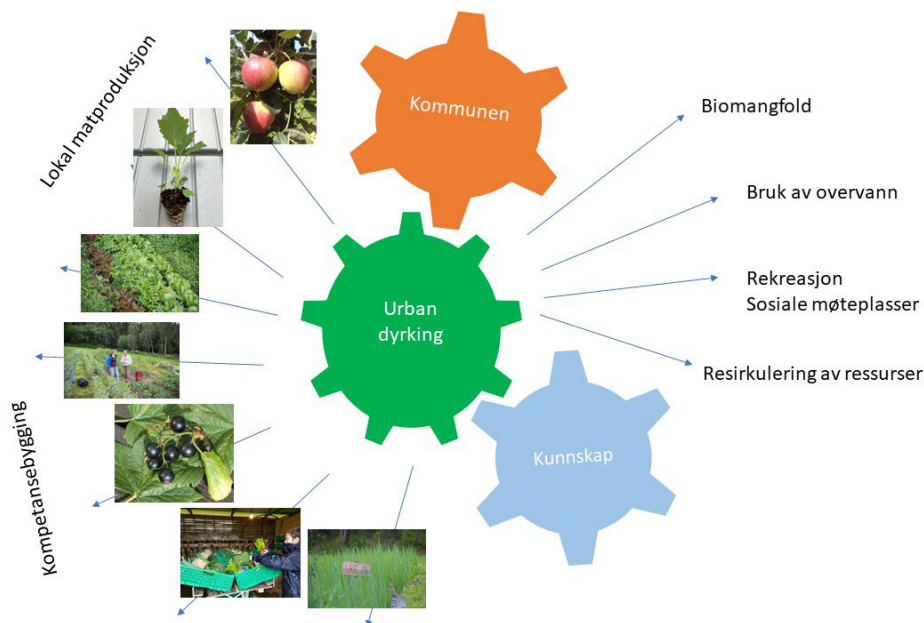 Lokal matproduksjon
Kommunen
Biomangfold
Bruk av overvann
Urban
dyrking
Rekreasjon
Sosiale møteplasser
Resirkulering av ressurser
Kompetansebygging
Kunnskap